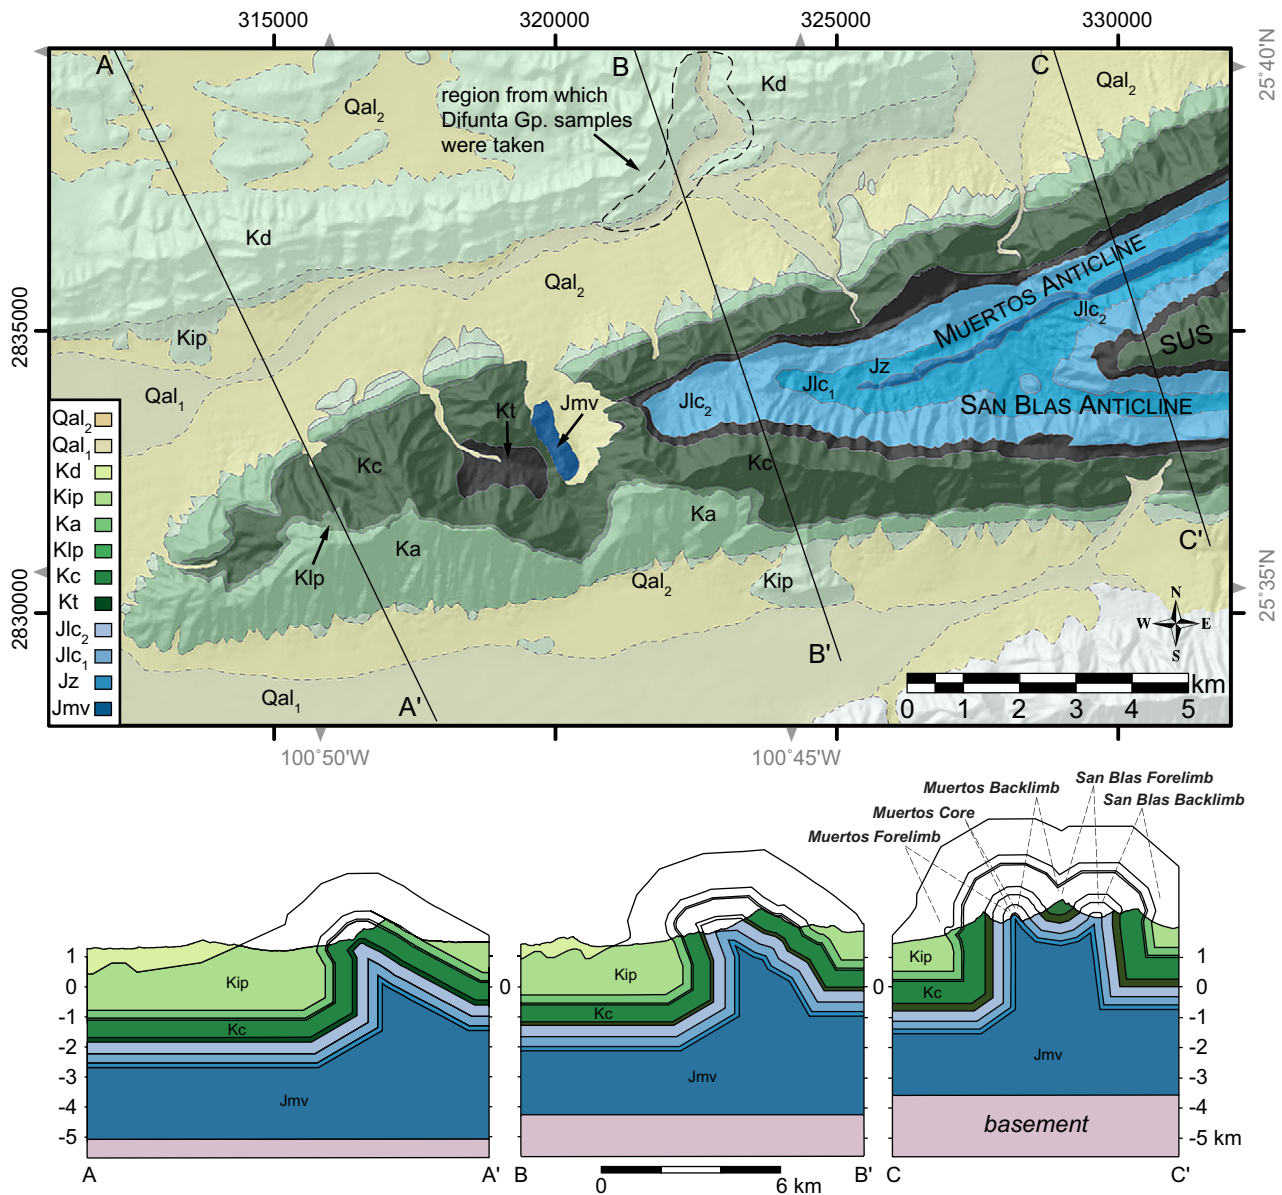 315000
320000
325000
330000
A
B
C
Kd
Qal2
25°40'N
region from which
Difunta Gp. samples
were taken
Qal2
Kd
Qal2
MUERTOS ANTICLINE
2835000
Jlc2
SUS
Kip
Jz
Jlc1
Qal1
Kt
Jmv
Jlc2
SAN BLAS ANTICLINE
Kc
Kc
Ka
Ka
C'
Klp
Qal2
Kip
25°35'N
2830000
B'
N
W
E
S
Qal1
A'
km
0 1 2 3 4 5
Qal2
Qal1
Kd
Kip
Ka
Klp
Kc
Kt
Jlc2
Jlc1
Jz
Jmv
100°50'W
100°45'W
San Blas Forelimb
Muertos Backlimb
San Blas Backlimb
Muertos Core
Muertos Forelimb
1
0
-1
-2
-3
-4
-5
Kip
Kc
Jmv
A
A'
0
Kip
Kc
Jmv
B
B'
0
6 km
0
Kip
Kc
Jmv
basement
C
C'
1
0
-1
-2
-3
-4
-5 km